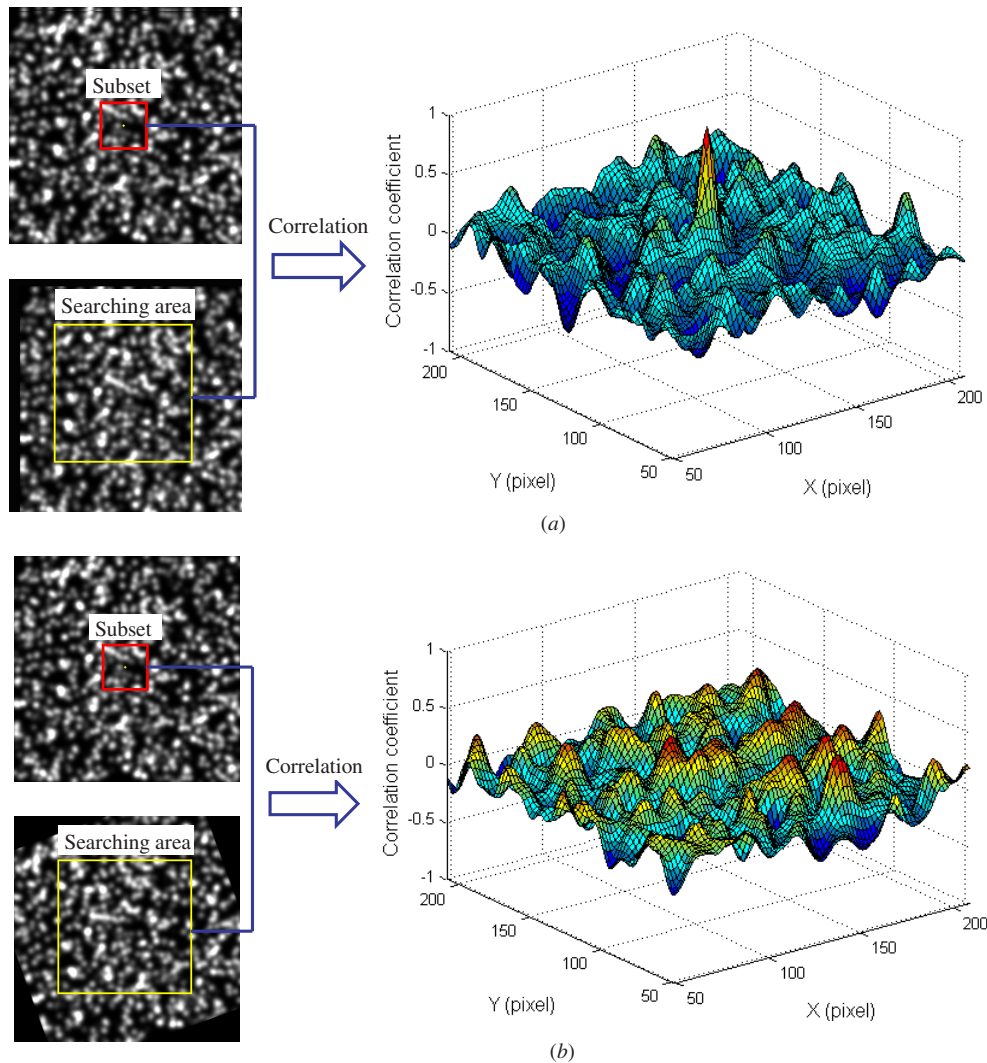 Subset
Searching area
Correlation
Correlation coefficient
1
0.5
0
-0.5
-1
200
150
100
50
Y (pixel)
50
100
150
200
X (pixel)
(a)
Subset
Searching area
Correlation
Correlation coefficient
1
0.5
0
-0.5
-1
200
150
100
50
Y (pixel)
50
100
150
200
X (pixel)
(b)